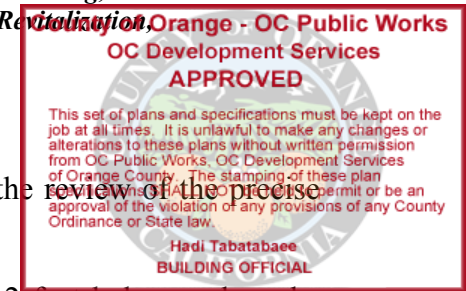 Revitalization,
County of Orange - OC Public Works
OC Development Services
APPROVED
This set of plans and specifications must be kept on the
job at all times. It is unlawful to make any changes or
alterations to these plans without written permission
from OC Public Works, OC Development Services
of Orange County. The stamping of these plan
the review of the precise
permit or be an
approval of the violation of any provisions of any County
Ordinance or State law.
Hadi Tabatabaee
BUILDING OFFICIAL